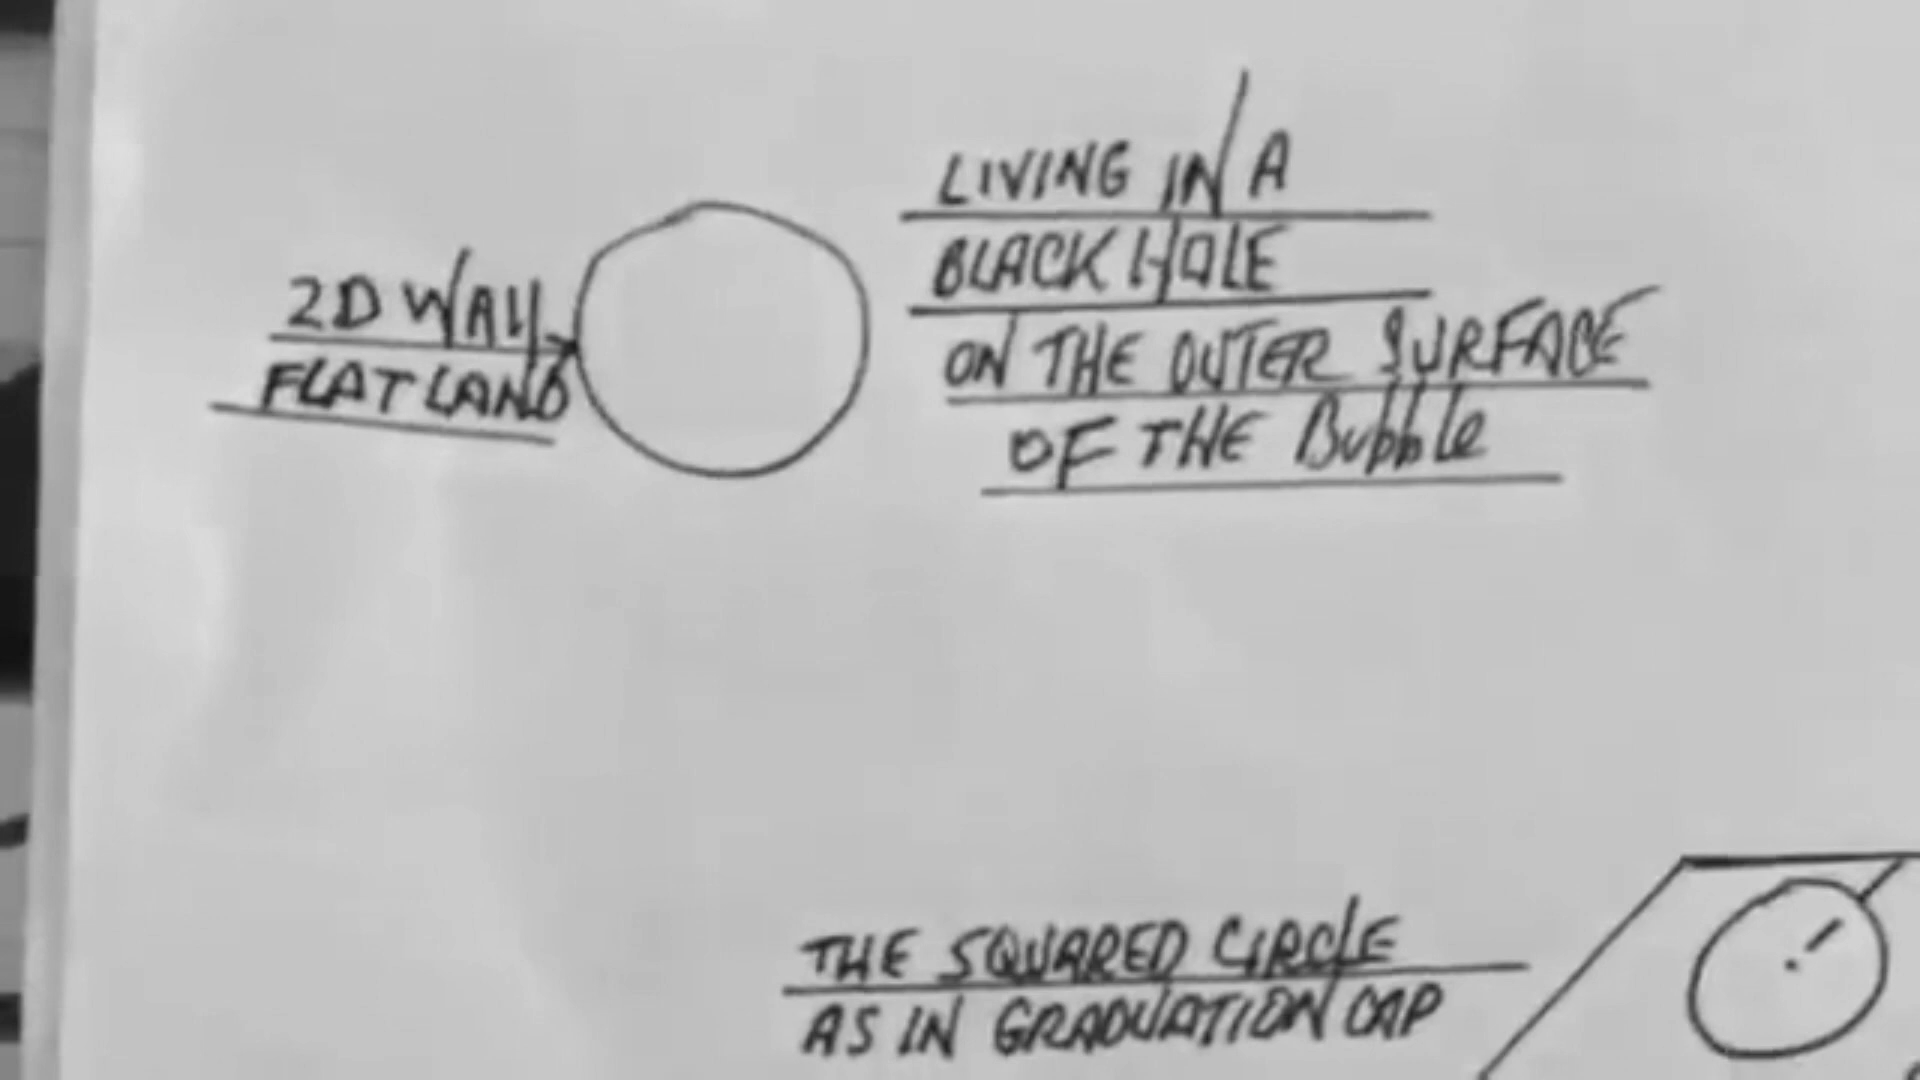 LIVING IN A
BLACK HOLE
ON THE OUTER SURFACE
OF THE Bubble
2D WALL
FLATLAND
THE SQUARED CIRCLE
AS IN GRADUATION CAP